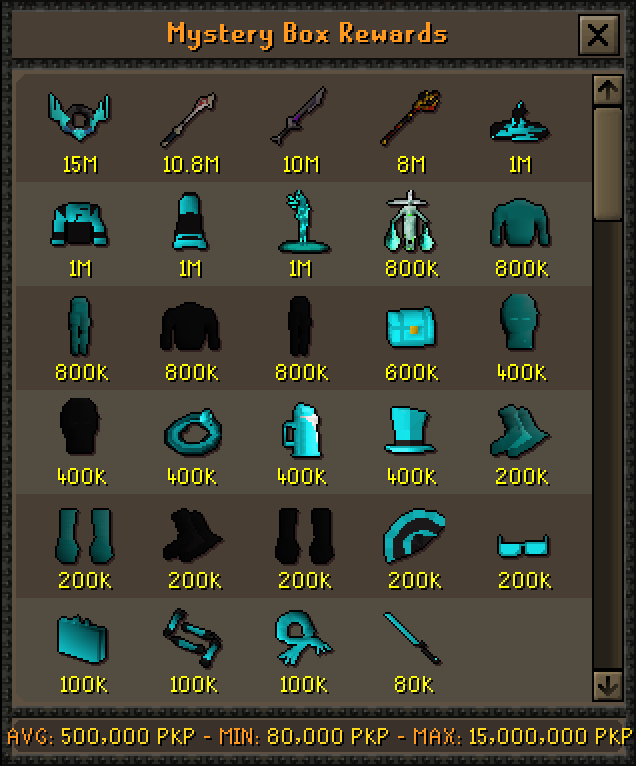 Mystery Box Rewards
15M 10.8M 10M 8M 1M
1M 1M 1M 800K 800K
800K 800K 800K 600K 400K
400K 400K 400K 400K 200K
200K 200K 200K 200K 200K
100K 100K 100K 80K
AVG: 500,000 PKP - MIN: 80,000 PKP - MAX: 15,000,000 PKP